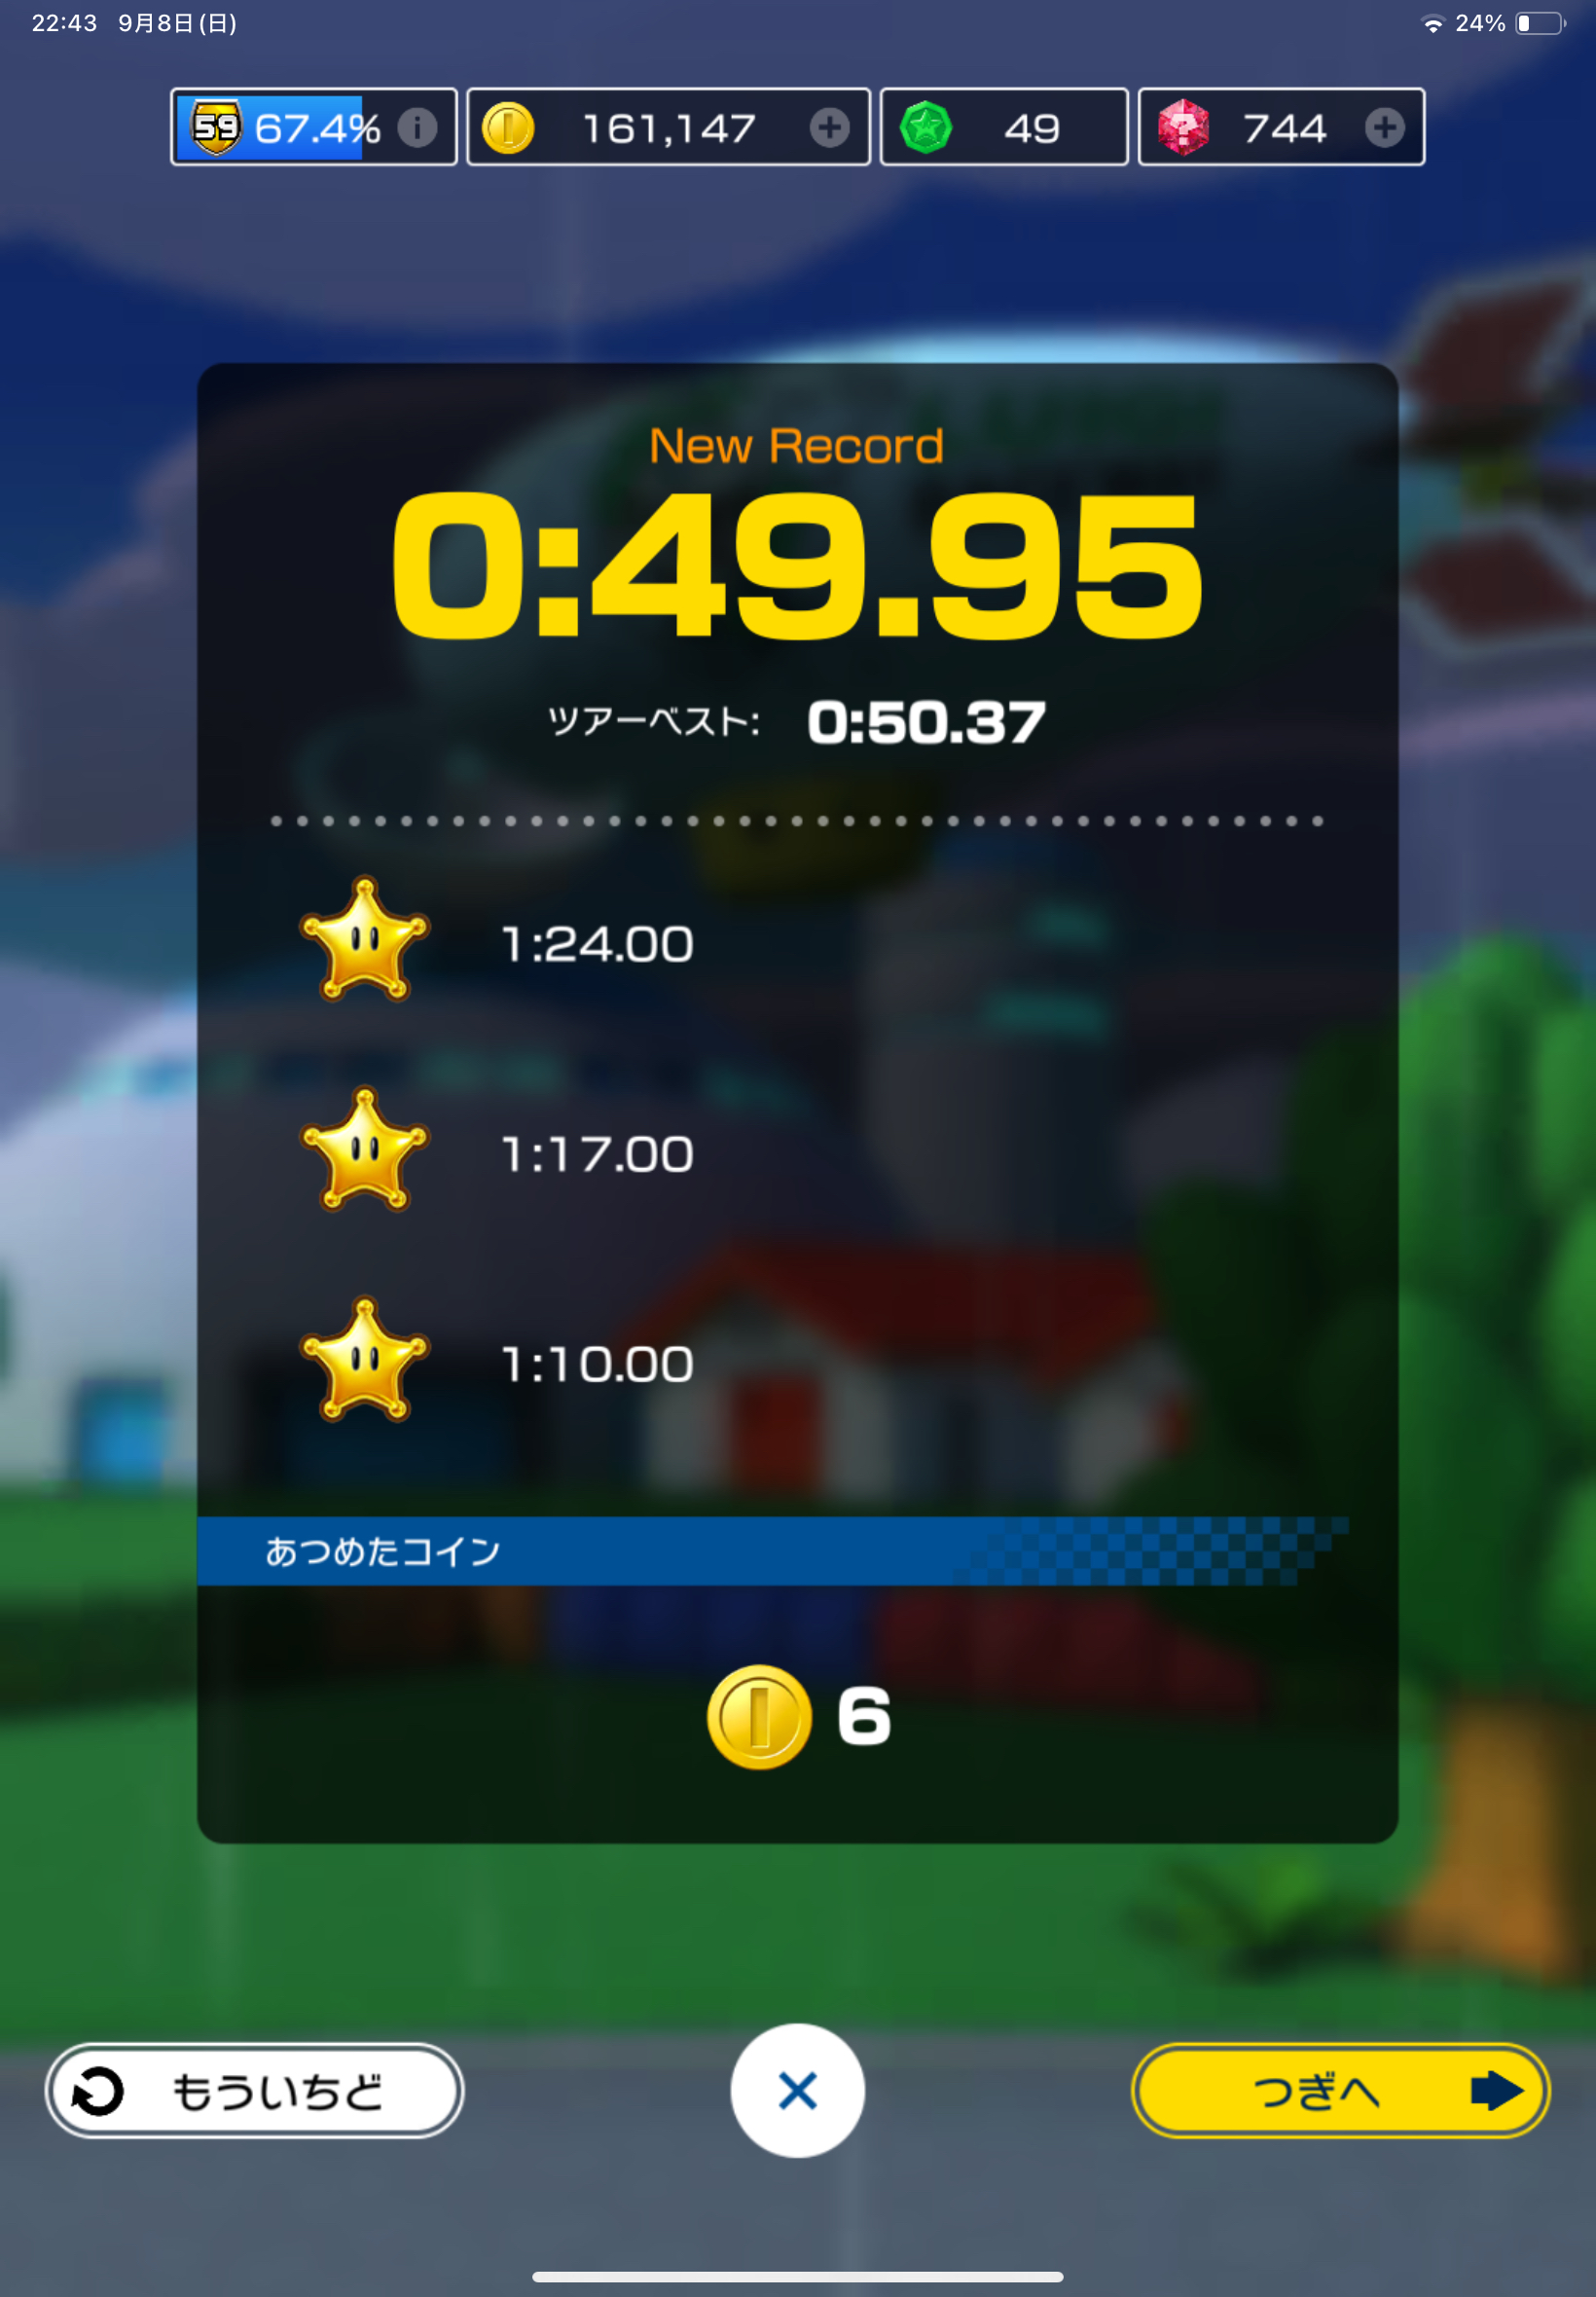 22:43 9月8日(日) 24%
59 67.4% i 161,147 + 49 ? 744 +
New Record
0:49.95
ツアーベスト: 0:50.37
1:24.00
1:17.00
1:10.00
あつめたコイン
6
もういちど × つぎへ